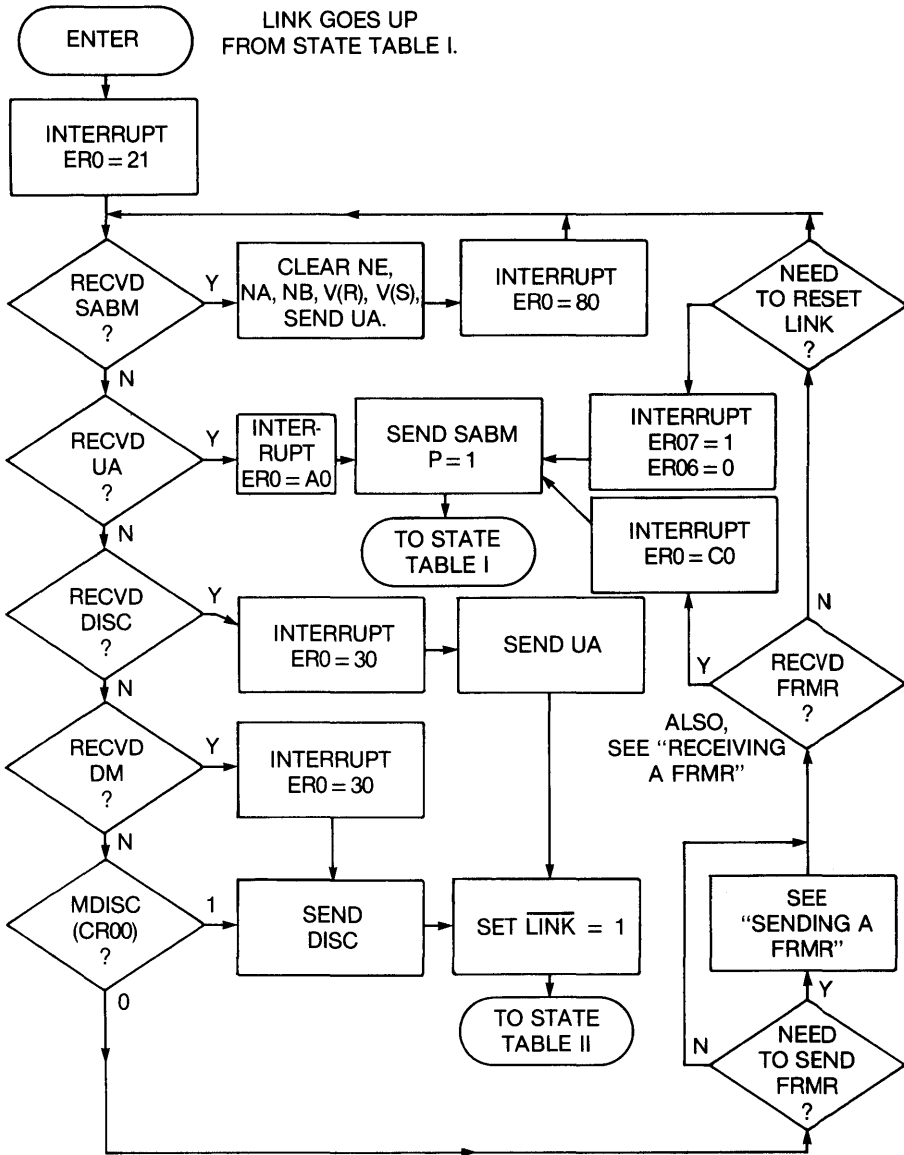 ENTER
LINK GOES UP
FROM STATE TABLE I.
INTERRUPT
ER0 = 21
RECVD
SABM
?
Y
N
CLEAR NE,
NA, NB, V(R), V(S),
SEND UA.
INTERRUPT
ER0 = 80
NEED
TO RESET
LINK
?
RECVD
UA
?
Y
N
INTER-
RUPT
ER0 = A0
SEND SABM
P = 1
TO STATE
TABLE I
INTERRUPT
ER07 = 1
ER06 = 0
INTERRUPT
ER0 = C0
RECVD
DISC
?
Y
N
INTERRUPT
ER0 = 30
SEND UA
N
Y
RECVD
FRMR
?
ALSO,
SEE “RECEIVING
A FRMR”
RECVD
DM
?
Y
N
INTERRUPT
ER0 = 30
MDISC
(CR00)
?
1
0
SEND
DISC
SET L̅I̅N̅K̅ = 1
TO STATE
TABLE II
SEE
“SENDING A
FRMR”
Y
N
NEED
TO SEND
FRMR
?